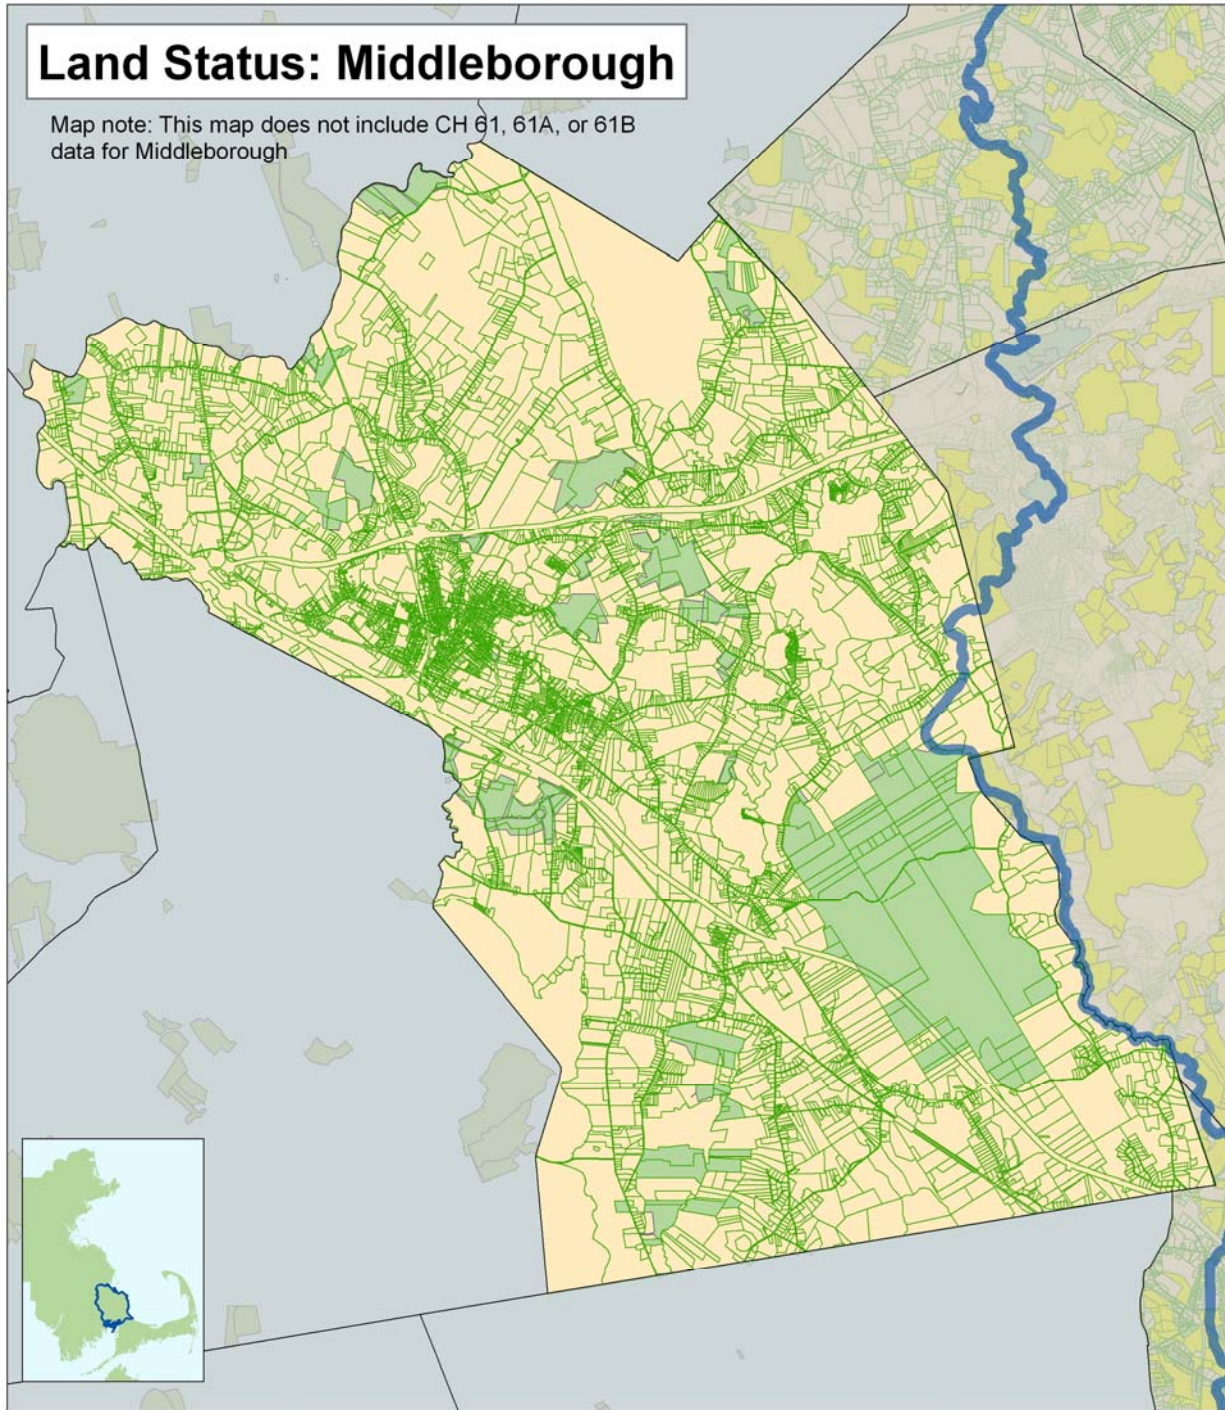 Land Status: Middleborough
Map note: This map does not include CH 61, 61A, or 61B
data for Middleborough